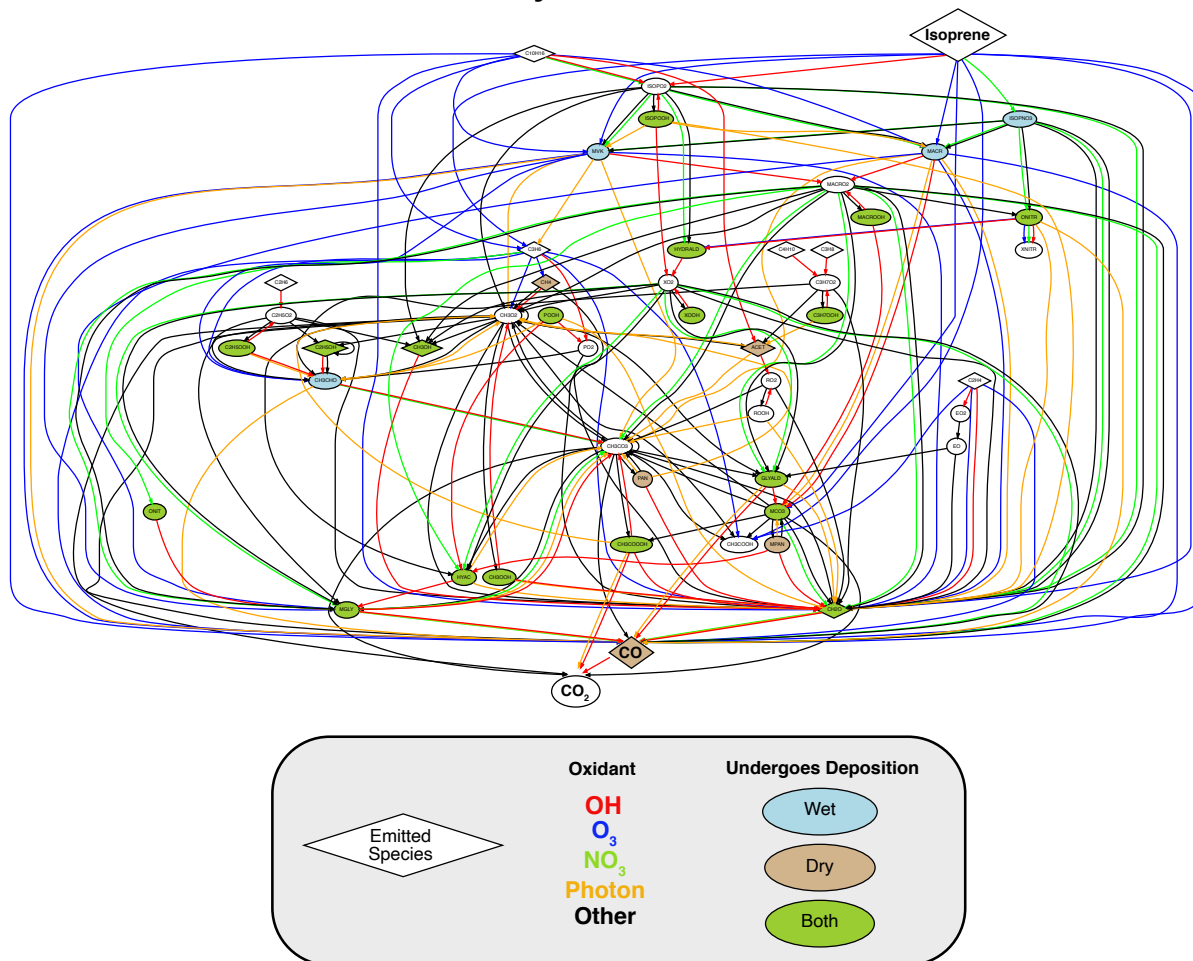 Isoprene
C10H16
ISOPO2
ISOPOOH
ISOPNO3
MVK
MACR
MACRO2
MACROOH
ONITR
HYDRALD
C4H10
C3H8
XNITR
C3H6
C2H6
CH4
XO2
C3H7O2
C2H5O2
CH3O2
POOH
XOOH
C3H7OOH
C2H5OOH
C2H5OH
CH3OH
PO2
ACET
CH3CHO
RO2
C2H4
ROOH
EO2
CH3CO3
EO
PAN
GLYALD
ONIT
MCO3
CH3COOOH
CH3COOH
MPAN
HYAC
CH3OOH
MGLY
CH2O
CO
CO2
Oxidant
Undergoes Deposition
OH
Wet
O3
Emitted
Species
NO3
Dry
Photon
Other
Both